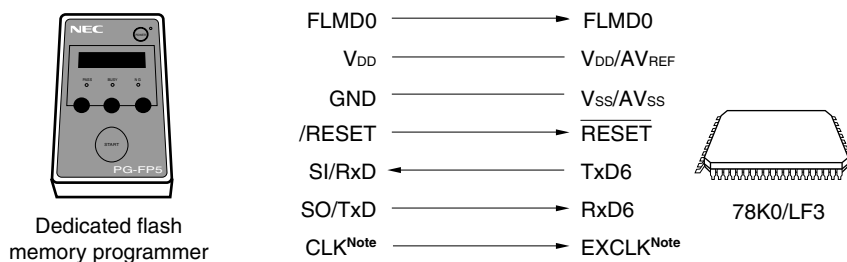 NEC
PASS BUSY NG
START
PG-FP5
Dedicated flash
memory programmer
FLMD0 FLMD0
VDD VDD/AVREF
GND VSS/AVSS
/RESET RESET
SI/RxD TxD6
SO/TxD RxD6
CLKNote EXCLKNote
78K0/LF3